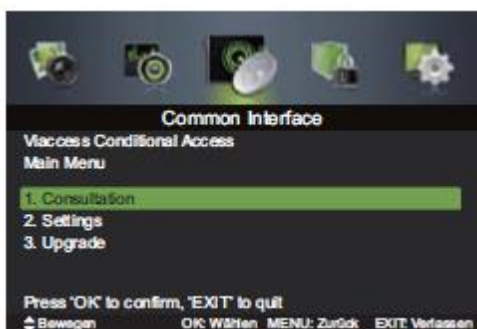 Common Interface
Viaccess Conditional Access
Main Menu
1. Consultation
2. Settings
3. Upgrade
Press 'OK' to confirm, 'EXIT' to quit
Bewegen OK: Wählen MENU: Zurück EXIT: Verlassen